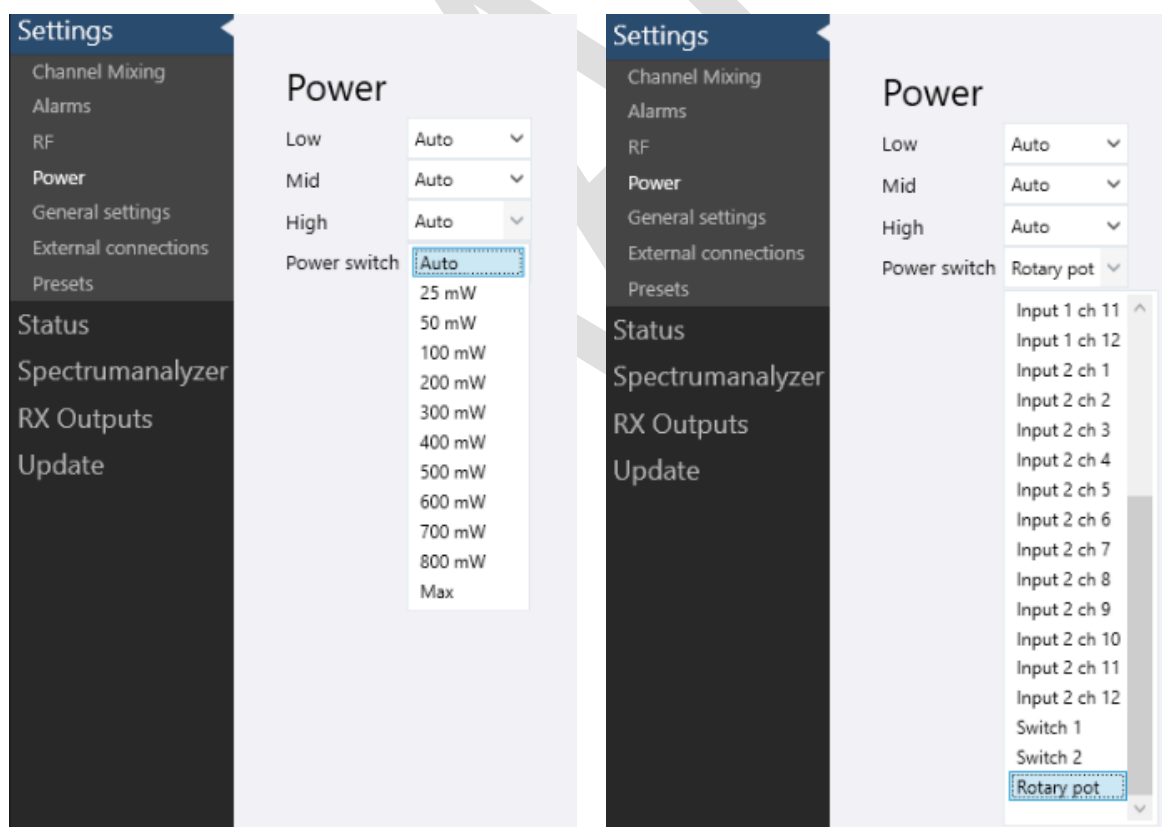 Settings
Channel Mixing
Alarms
RF
Power
General settings
External connections
Presets
Status
Spectrumanalyzer
RX Outputs
Update
Power
Low Auto
Mid Auto
High Auto
Power switch
Auto
25 mW
50 mW
100 mW
200 mW
300 mW
400 mW
500 mW
600 mW
700 mW
800 mW
Max
Settings
Channel Mixing
Alarms
RF
Power
General settings
External connections
Presets
Status
Spectrumanalyzer
RX Outputs
Update
Power
Low Auto
Mid Auto
High Auto
Power switch Rotary pot
Input 1 ch 11
Input 1 ch 12
Input 2 ch 1
Input 2 ch 2
Input 2 ch 3
Input 2 ch 4
Input 2 ch 5
Input 2 ch 6
Input 2 ch 7
Input 2 ch 8
Input 2 ch 9
Input 2 ch 10
Input 2 ch 11
Input 2 ch 12
Switch 1
Switch 2
Rotary pot